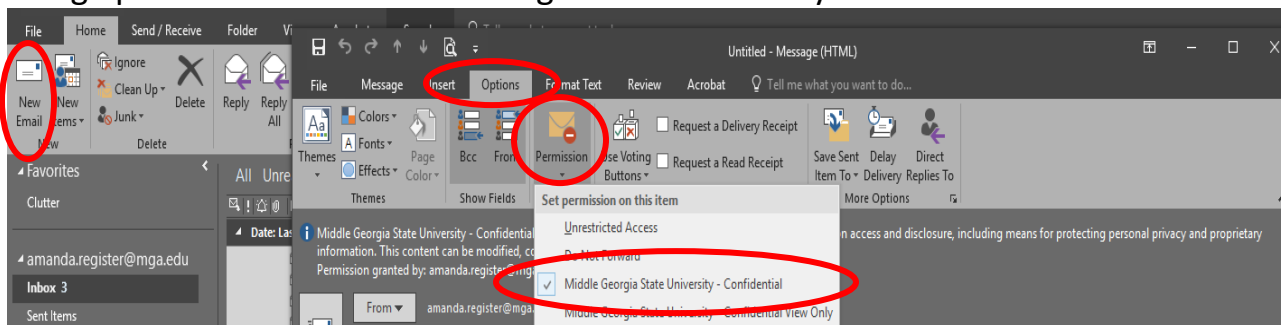 File Home Send / Receive Folder
New Email
New Items
Ignore
Clean Up
Junk
Delete
Reply
Reply All
New
Delete
Favorites
Clutter
amanda.register@mga.edu
Inbox 3
Sent Items
All Unre
Date: Las
Untitled - Message (HTML)
File Message Insert Options Format Text Review Acrobat Tell me what you want to do...
Themes
Colors
Fonts
Effects
Page Color
Themes
Bcc From
Show Fields
Permission
Use Voting Buttons
Request a Delivery Receipt
Request a Read Receipt
Save Sent Item To
Delay Delivery
Direct Replies To
More Options
Set permission on this item
Unrestricted Access
Do Not Forward
Middle Georgia State University - Confidential
Middle Georgia State University - Confidential View Only
Middle Georgia State University - Confidential n access and disclosure, including means for protecting personal privacy and proprietary
information. This content can be modified, c
Permission granted by: amanda.register@mga
From amanda.register@mga.